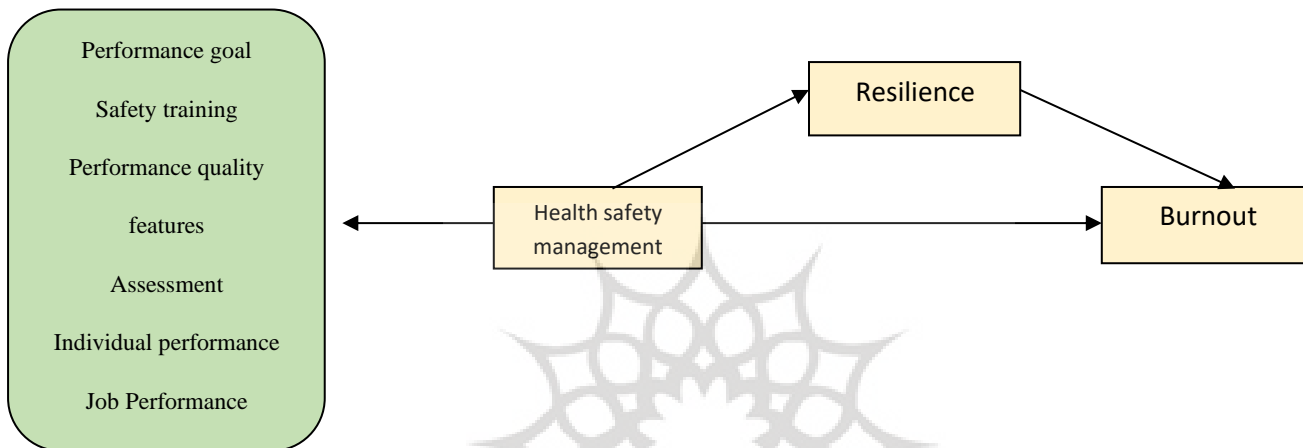 Performance goal
Safety training
Performance quality
features
Assessment
Individual performance
Job Performance
Resilience
Health safety
management
Burnout